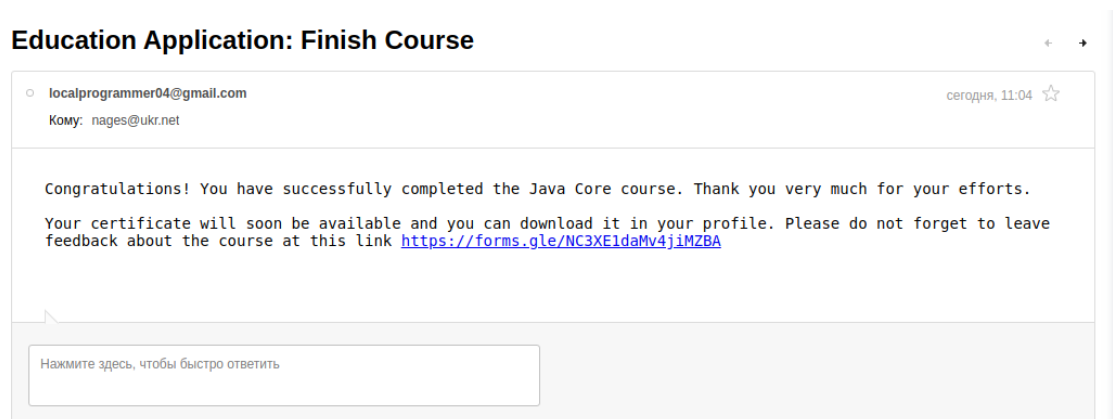 Education Application: Finish Course
localprogrammer04@gmail.com
сегодня, 11:04
Кому: nages@ukr.net
Congratulations! You have successfully completed the Java Core course. Thank you very much for your efforts.
Your certificate will soon be available and you can download it in your profile. Please do not forget to leave
feedback about the course at this link https://forms.gle/NC3XE1daMv4jiMZBA
Нажмите здесь, чтобы быстро ответить